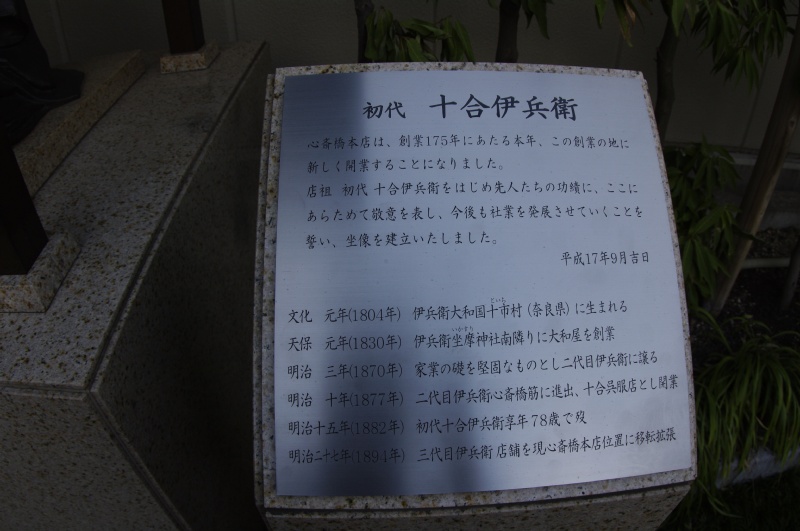 初代 十合伊兵衛
心斎橋本店は、創業175年にあたる本年、この創業の地に
新しく開業することになりました。
店祖 初代 十合伊兵衛をはじめ先人たちの功績に、ここに
あらためて敬意を表し、今後も社業を発展させていくことを
誓い、坐像を建立いたしました。
平成17年9月吉日
文化 元年(1804年) 伊兵衛大和国十市村(奈良県)に生まれる
天保 元年(1830年) 伊兵衛坐摩神社南隣りに大和屋を創業
明治 三年(1870年) 家業の礎を堅固なものとし二代目伊兵衛に譲る
明治 十年(1877年) 二代目伊兵衛心斎橋筋に進出、十合呉服店とし開業
明治十五年(1882年) 初代十合伊兵衛享年78歳で歿
明治二十七年(1894年) 三代目伊兵衛 店舗を現心斎橋本店位置に移転拡張